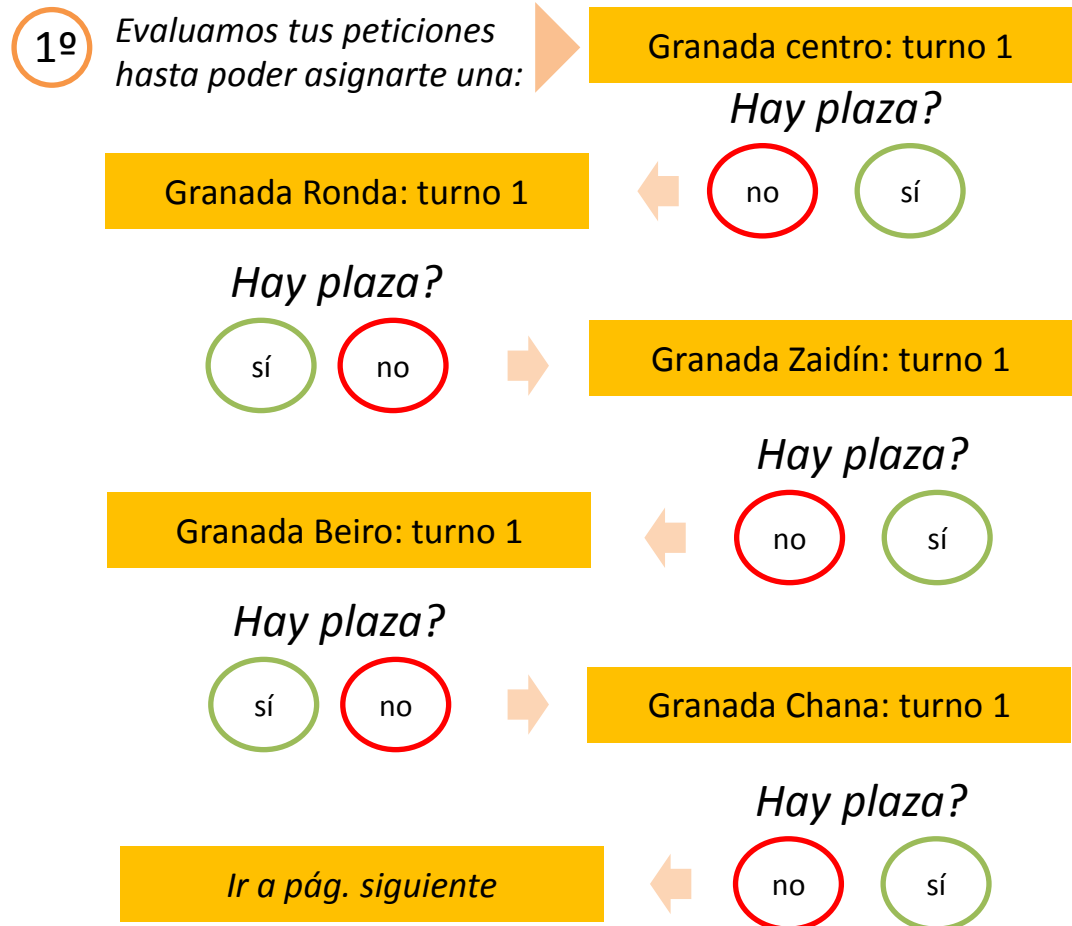 1º
Evaluamos tus peticiones
hasta poder asignarte una:
Granada centro: turno 1
Hay plaza?
no
sí
Granada Ronda: turno 1
Hay plaza?
sí
no
Granada Zaidín: turno 1
Hay plaza?
no
sí
Granada Beiro: turno 1
Hay plaza?
sí
no
Granada Chana: turno 1
Hay plaza?
no
sí
Ir a pág. siguiente